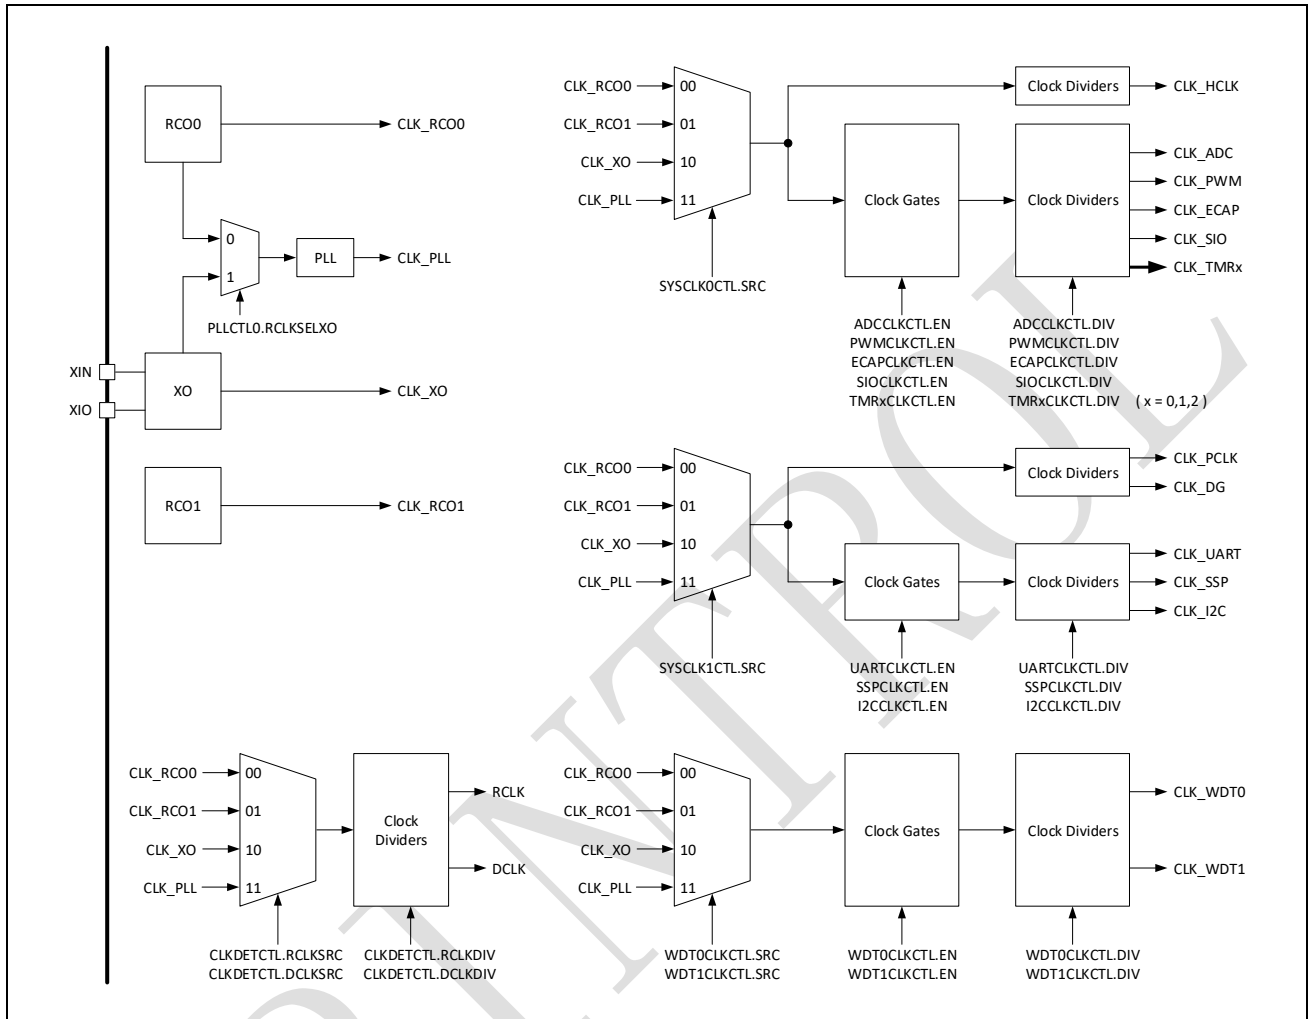 RCO0
CLK_RCO0
0
1
PLL
CLK_PLL
PLLCTL0.RCLKSELXO
XIN
XIO
XO
CLK_XO
RCO1
CLK_RCO1
CLK_RCO0
CLK_RCO1
CLK_XO
CLK_PLL
00
01
10
11
SYSCLK0CTL.SRC
Clock Dividers
CLK_HCLK
Clock Gates
Clock Dividers
CLK_ADC
CLK_PWM
CLK_ECAP
CLK_SIO
CLK_TMRx
ADCCLKCTL.EN
PWMCLKCTL.EN
ECAPCLKCTL.EN
SIOCLKCTL.EN
TMRxCLKCTL.EN
ADCCLKCTL.DIV
PWMCLKCTL.DIV
ECAPCLKCTL.DIV
SIOCLKCTL.DIV
TMRxCLKCTL.DIV ( x = 0,1,2 )
CLK_RCO0
CLK_RCO1
CLK_XO
CLK_PLL
00
01
10
11
SYSCLK1CTL.SRC
Clock Dividers
CLK_PCLK
CLK_DG
Clock Gates
Clock Dividers
CLK_UART
CLK_SSP
CLK_I2C
UARTCLKCTL.EN
SSPCLKCTL.EN
I2CCLKCTL.EN
UARTCLKCTL.DIV
SSPCLKCTL.DIV
I2CCLKCTL.DIV
CLK_RCO0
CLK_RCO1
CLK_XO
CLK_PLL
00
01
10
11
Clock
Dividers
RCLK
DCLK
CLKDETCTL.RCLKSRC
CLKDETCTL.DCLKSRC
CLKDETCTL.RCLKDIV
CLKDETCTL.DCLKDIV
CLK_RCO0
CLK_RCO1
CLK_XO
CLK_PLL
00
01
10
11
Clock Gates
Clock Dividers
CLK_WDT0
CLK_WDT1
WDT0CLKCTL.SRC
WDT1CLKCTL.SRC
WDT0CLKCTL.EN
WDT1CLKCTL.EN
WDT0CLKCTL.DIV
WDT1CLKCTL.DIV